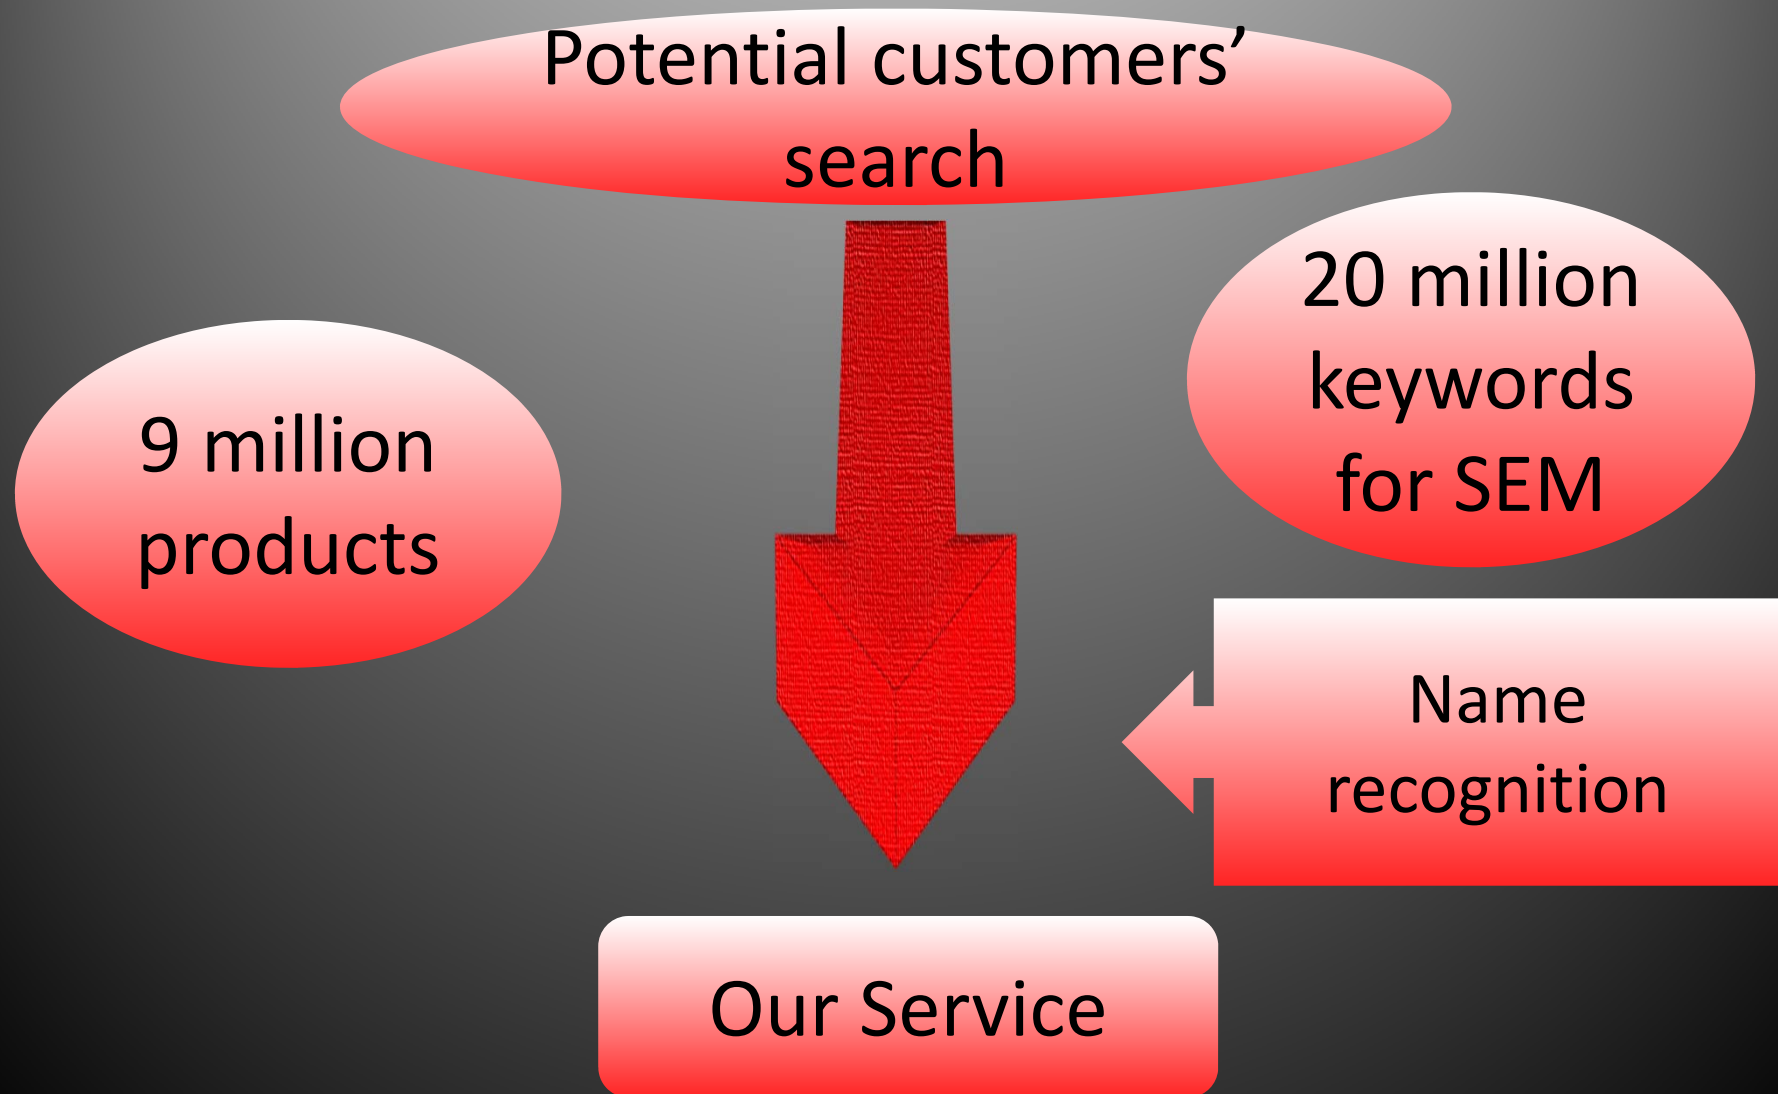 Potential customers’
search
20 million
keywords
for SEM
9 million
products
Name
recognition
Our Service